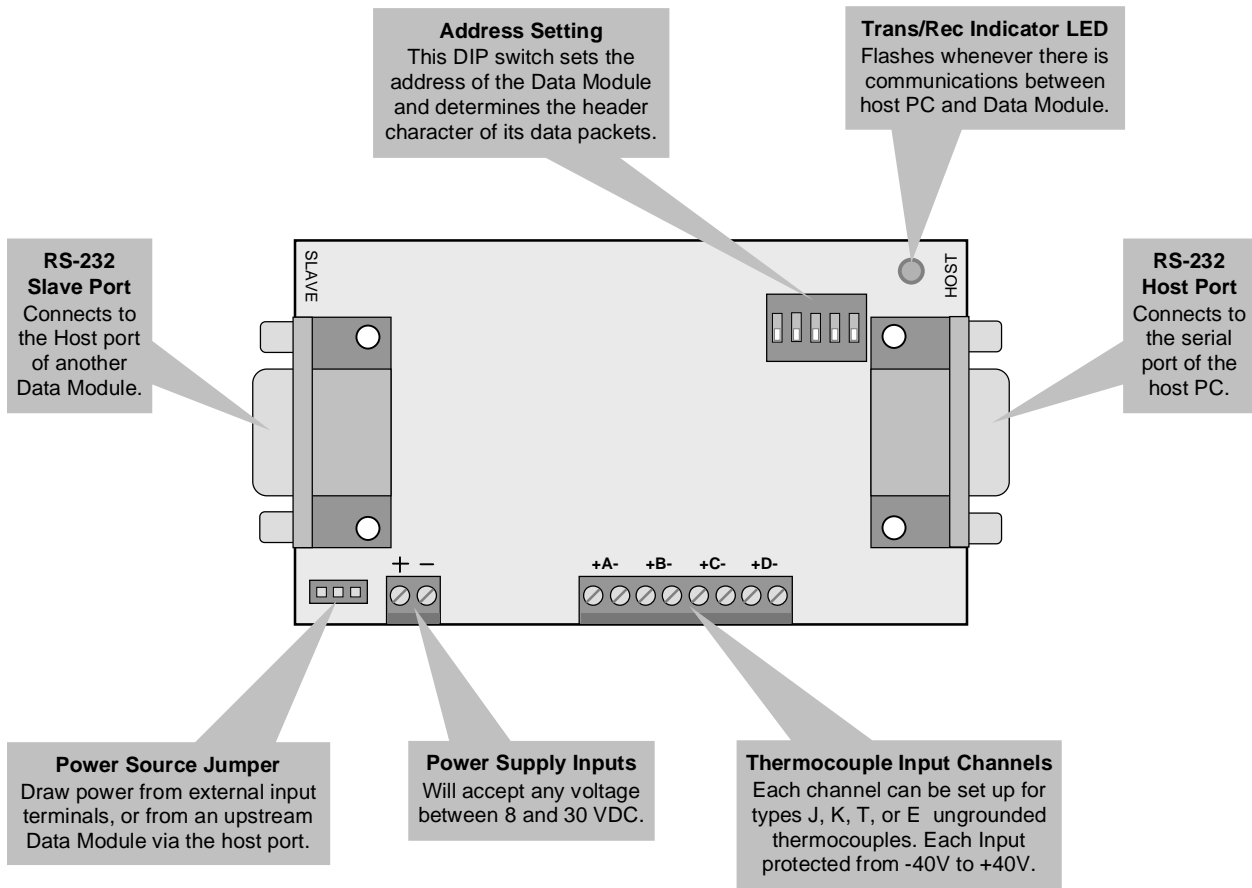 Address Setting
This DIP switch sets the
address of the Data Module
and determines the header
character of its data packets.
Trans/Rec Indicator LED
Flashes whenever there is
communications between
host PC and Data Module.
RS-232
Slave Port
Connects to
the Host port
of another
Data Module.
SLAVE
HOST
RS-232
Host Port
Connects to
the serial
port of the
host PC.
+ −
+A- +B- +C- +D-
Power Source Jumper
Draw power from external input
terminals, or from an upstream
Data Module via the host port.
Power Supply Inputs
Will accept any voltage
between 8 and 30 VDC.
Thermocouple Input Channels
Each channel can be set up for
types J, K, T, or E ungrounded
thermocouples. Each Input
protected from -40V to +40V.